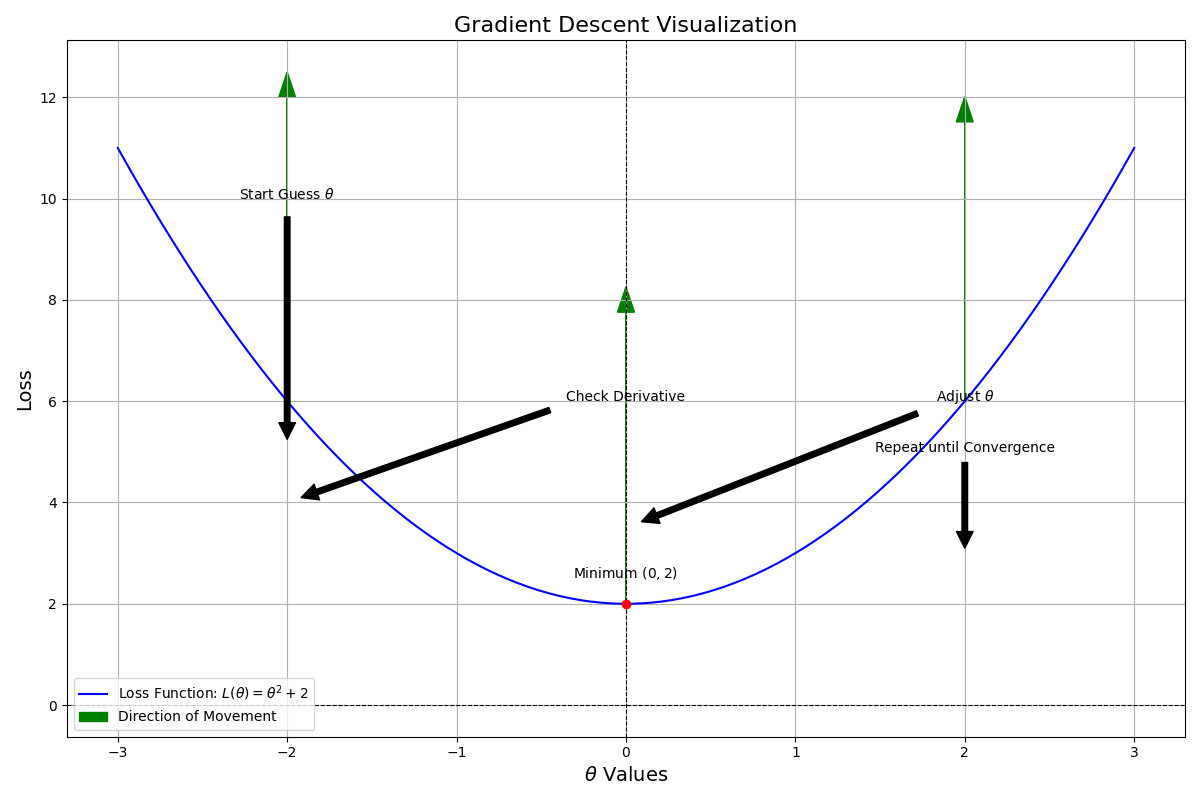 Gradient Descent Visualization
Loss
12
10
8
6
4
2
0
Start Guess θ
Check Derivative
Adjust θ
Repeat until Convergence
Minimum (0, 2)
Loss Function: L(θ) = θ² + 2
Direction of Movement
−3
−2
−1
0
1
2
3
θ Values